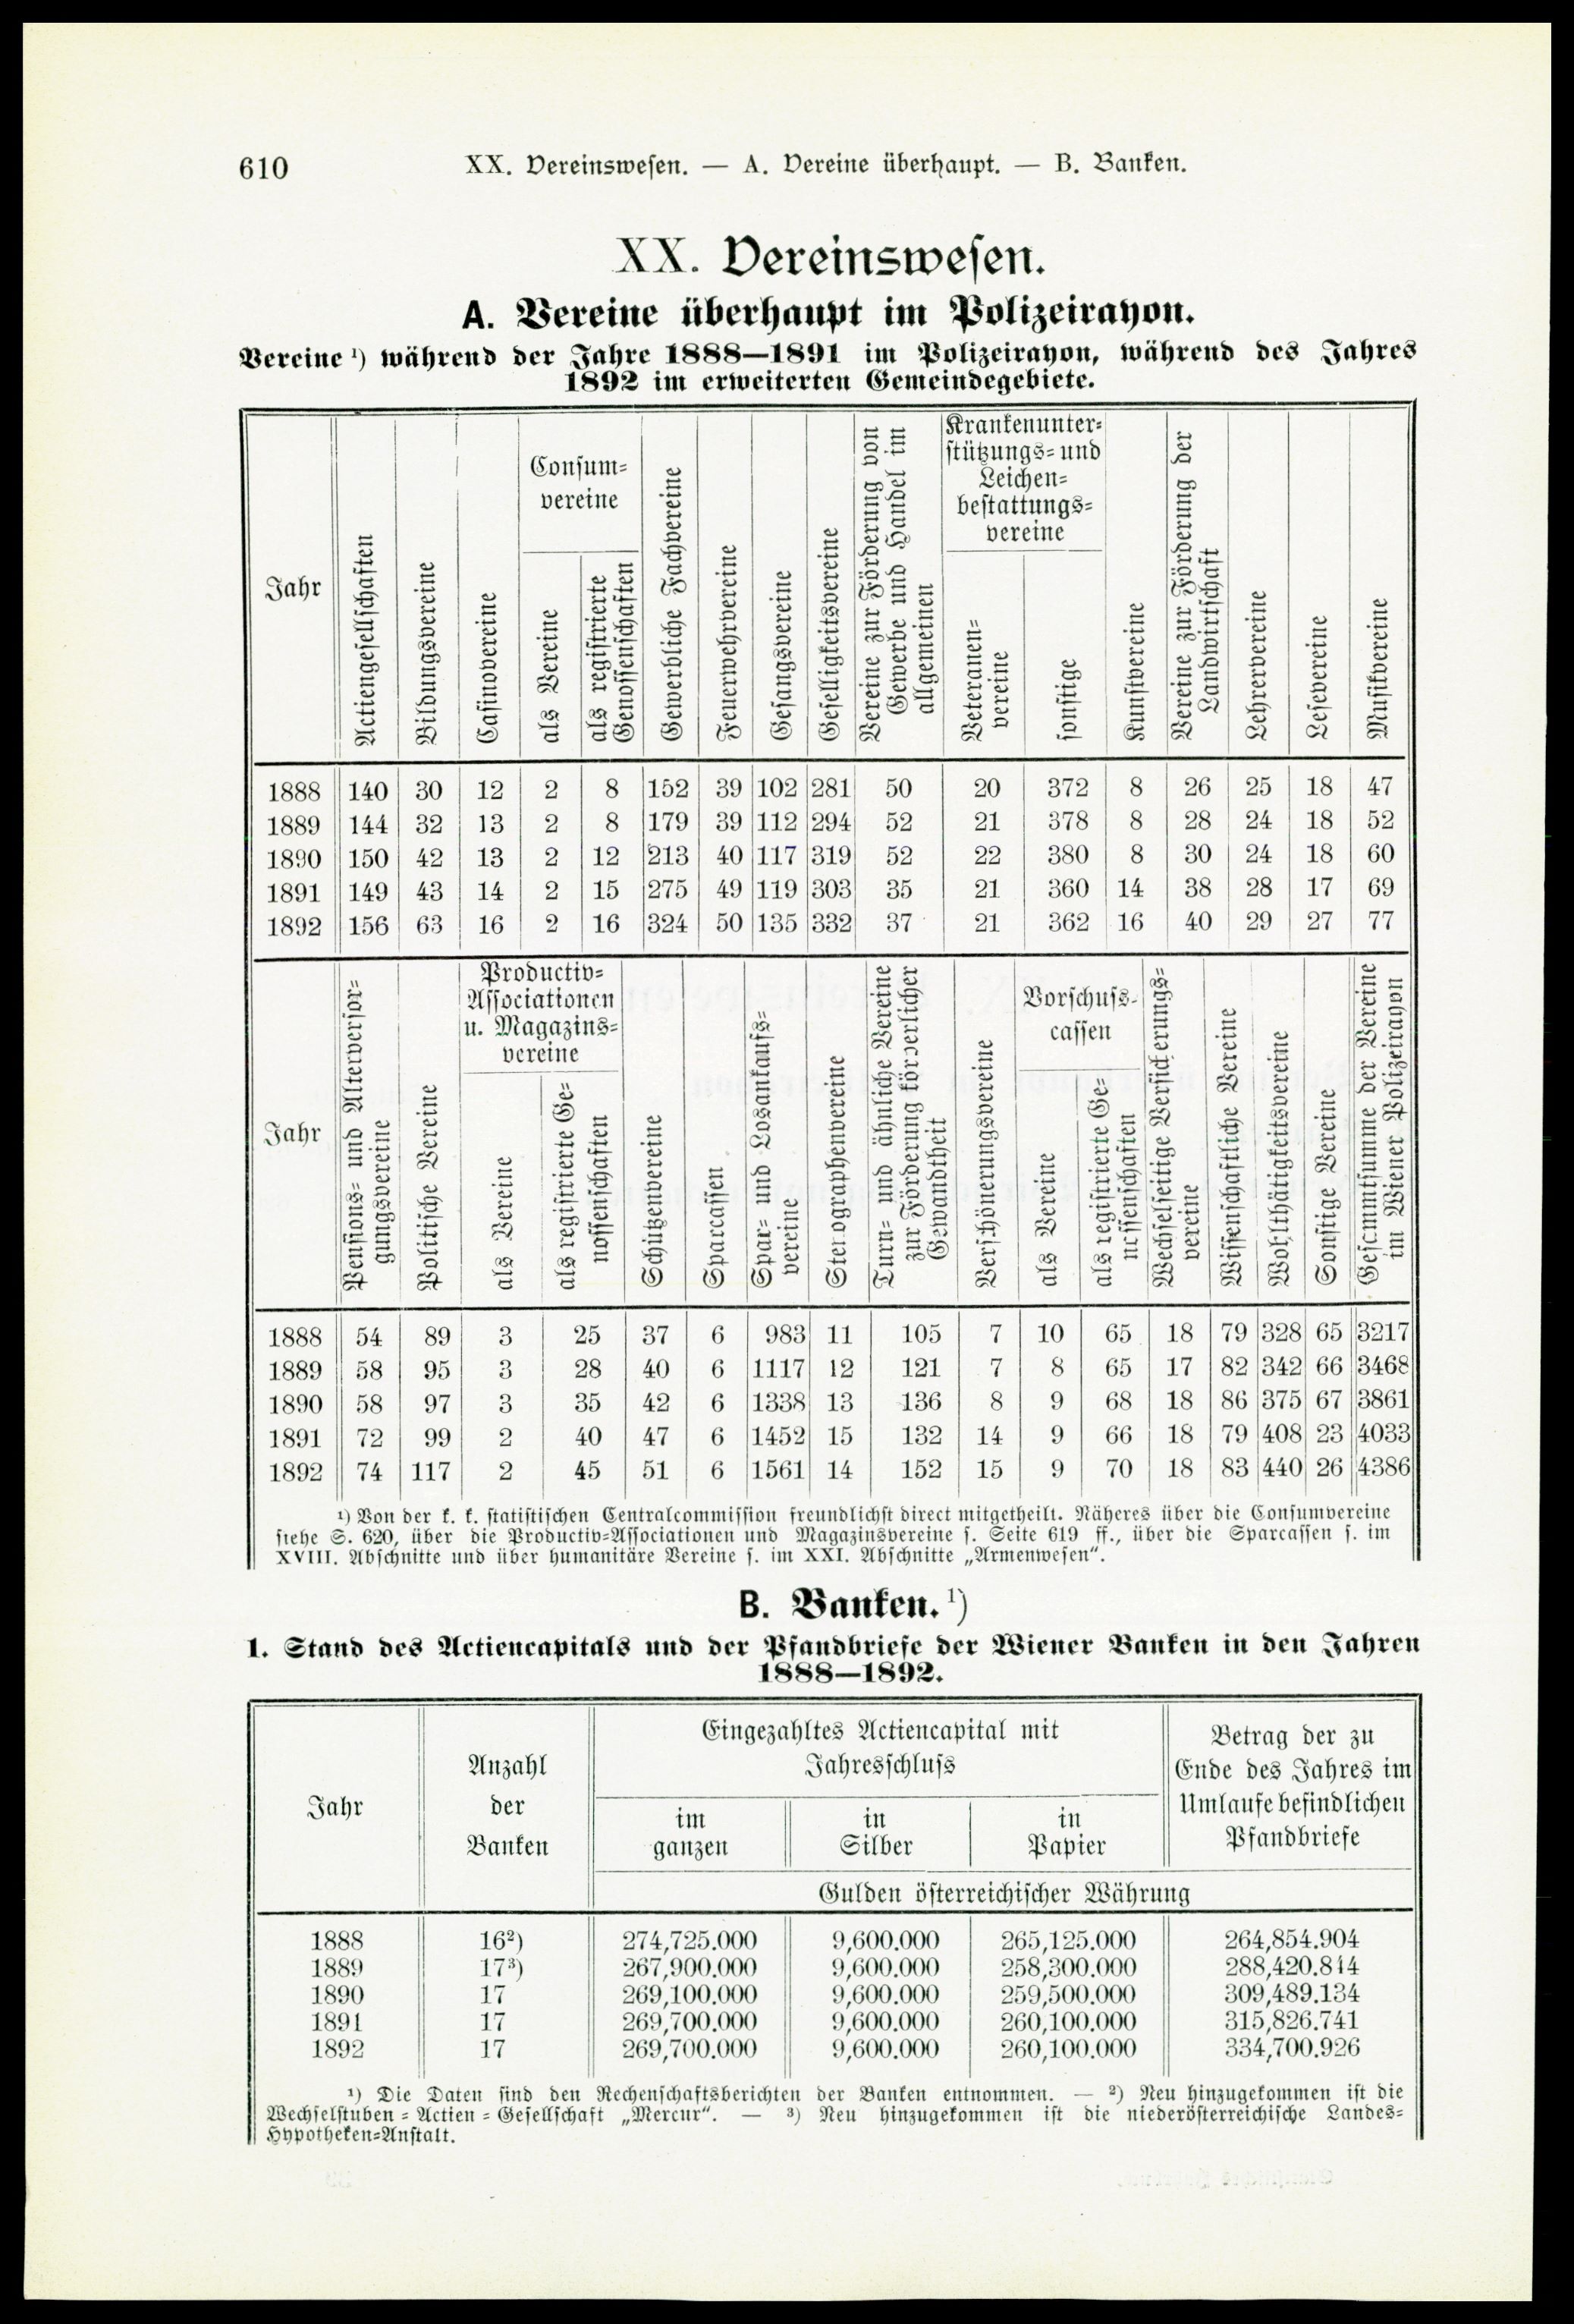 610 XX. Vereinswesen. — A. Vereine überhaupt. — B. Banken.
XX. Vereinswesen.
A. Vereine überhaupt im Polizeirayon.
Vereine ¹) während der Jahre 1888—1891 im Polizeirayon, während des Jahres
1892 im erweiterten Gemeindegebiete.
Jahr
Actiengesellschaften
Bildungsvereine
Casinovereine
Consum-
vereine
als Vereine
als registrierte
Genossenschaften
Gewerbliche Fachvereine
Feuerwehrvereine
Gesangsvereine
Geselligkeitsvereine
Vereine zur Förderung von
Gewerbe und Handel im
allgemeinen
Krankenunter-
stützungs- und
Leichen-
bestattungs-
vereine
Veteranen-
vereine
sonstige
Kunstvereine
Vereine zur Förderung der
Landwirtschaft
Lehrervereine
Lesevereine
Musikvereine
1888 140 30 12 2 8 152 39 102 281 50 20 372 8 26 25 18 47
1889 144 32 13 2 8 179 39 112 294 52 21 378 8 28 24 18 52
1890 150 42 13 2 12 213 40 117 319 52 22 380 8 30 24 18 60
1891 149 43 14 2 15 275 49 119 303 35 21 360 14 38 28 17 69
1892 156 63 16 2 16 324 50 135 332 37 21 362 16 40 29 27 77
Jahr
Pensions- und Altersversor-
gungsvereine
Politische Vereine
Productiv-
Associationen
u. Magazins-
vereine
als Vereine
als registrierte Ge-
nossenschaften
Schützenvereine
Sparcassen
Spar- und Losankaufs-
vereine
Stenographenvereine
Turn- und ähnliche Vereine
zur Förderung körperlicher
Gewandtheit
Verschönerungsvereine
Vorschuss-
cassen
als Vereine
als registrierte Ge-
nossenschaften
Wechselseitige Versicherungs-
vereine
Wissenschaftliche Vereine
Wohlthätigkeitsvereine
Sonstige Vereine
Gesammtsumme der Vereine
im Wiener Polizeirayon
1888 54 89 3 25 37 6 983 11 105 7 10 65 18 79 328 65 3217
1889 58 95 3 28 40 6 1117 12 121 7 8 65 17 82 342 66 3468
1890 58 97 3 35 42 6 1338 13 136 8 9 68 18 86 375 67 3861
1891 72 99 2 40 47 6 1452 15 132 14 9 66 18 79 408 23 4033
1892 74 117 2 45 51 6 1561 14 152 15 9 70 18 83 440 26 4386
¹) Von der k. k. statistischen Centralcommission freundlichst direct mitgetheilt. Näheres über die Consumvereine
siehe S. 620, über die Productiv-Associationen und Magazinsvereine s. Seite 619 ff., über die Sparcassen s. im
XVIII. Abschnitte und über humanitäre Vereine s. im XXI. Abschnitte „Armenwesen“.
B. Banken. ¹)
1. Stand des Actiencapitals und der Pfandbriefe der Wiener Banken in den Jahren
1888—1892.
Jahr
Anzahl
der
Banken
Eingezahltes Actiencapital mit
Jahresschluss
im
ganzen
in
Silber
in
Papier
Betrag der zu
Ende des Jahres im
Umlaufe befindlichen
Pfandbriefe
Gulden österreichischer Währung
1888 16²) 274,725.000 9,600.000 265,125.000 264,854.904
1889 17³) 267,900.000 9,600.000 258,300.000 288,420.814
1890 17 269,100.000 9,600.000 259,500.000 309,489.134
1891 17 269,700.000 9,600.000 260,100.000 315,826.741
1892 17 269,700.000 9,600.000 260,100.000 334,700.926
¹) Die Daten sind den Rechenschaftsberichten der Banken entnommen. — ²) Neu hinzugekommen ist die
Wechselstuben-Actien-Gesellschaft „Mercur“. — ³) Neu hinzugekommen ist die niederösterreichische Landes-
Hypotheken-Anstalt.